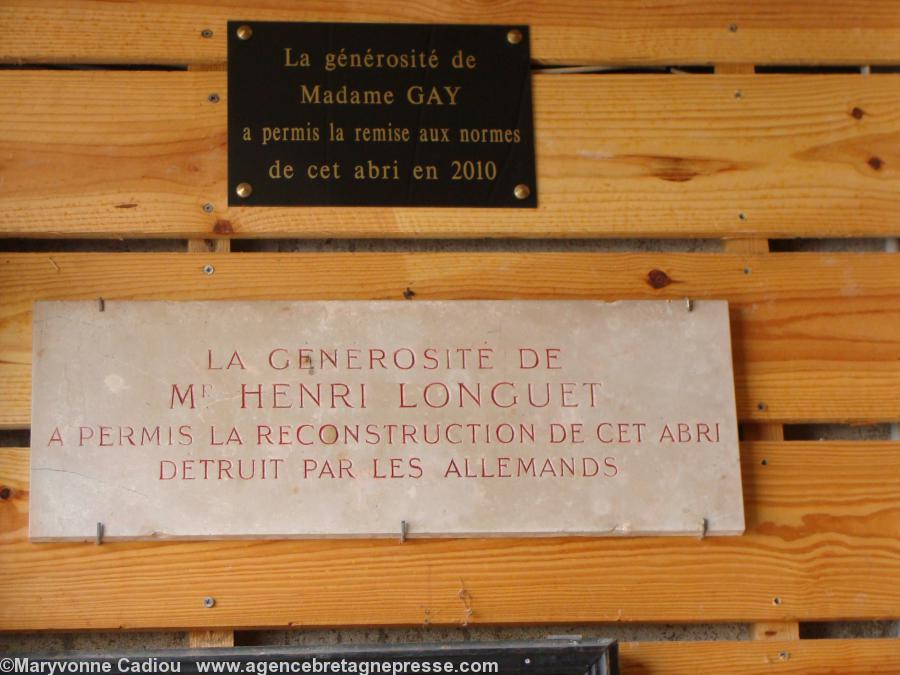 La générosité de
Madame GAY
a permis la remise aux normes
de cet abri en 2010
LA GÉNEROSITÉ DE
MR HENRI LONGUET
A PERMIS LA RECONSTRUCTION DE CET ABRI
DETRUIT PAR LES ALLEMANDS
©Maryvonne Cadiou www.agencebretagnepresse.com